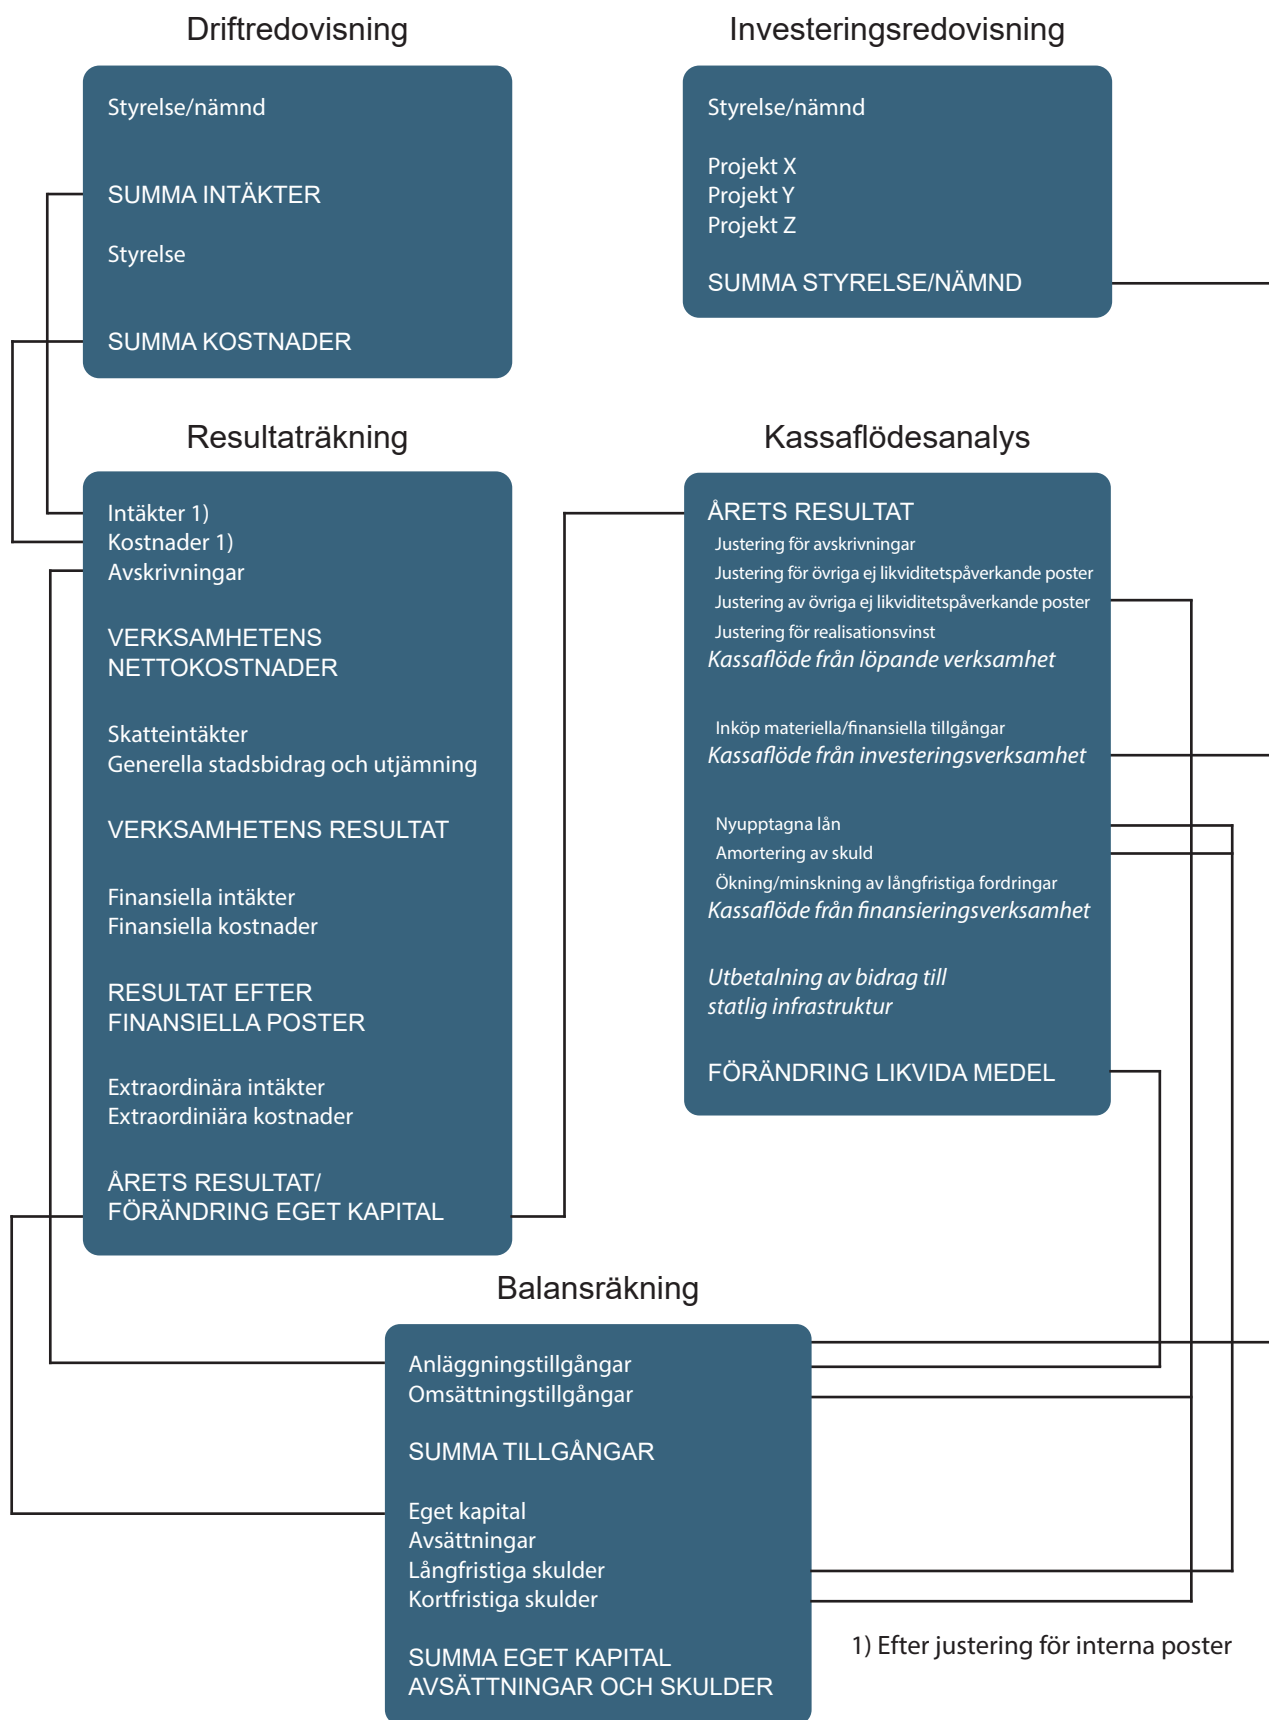 Driftredovisning
Styrelse/nämnd
SUMMA INTÄKTER
Styrelse
SUMMA KOSTNADER
Investeringsredovisning
Styrelse/nämnd
Projekt X
Projekt Y
Projekt Z
SUMMA STYRELSE/NÄMND
Resultaträkning
Intäkter 1)
Kostnader 1)
Avskrivningar
VERKSAMHETENS
NETTOKOSTNADER
Skatteintäkter
Generella stadsbidrag och utjämning
VERKSAMHETENS RESULTAT
Finansiella intäkter
Finansiella kostnader
RESULTAT EFTER
FINANSIELLA POSTER
Extraordinära intäkter
Extraordiniära kostnader
ÅRETS RESULTAT/
FÖRÄNDRING EGET KAPITAL
Kassaflödesanalys
ÅRETS RESULTAT
Justering för avskrivningar
Justering för övriga ej likviditetspåverkande poster
Justering av övriga ej likviditetspåverkande poster
Justering för realisationsvinst
Kassaflöde från löpande verksamhet
Inköp materiella/finansiella tillgångar
Kassaflöde från investeringsverksamhet
Nyupptagna lån
Amortering av skuld
Ökning/minskning av långfristiga fordringar
Kassaflöde från finansieringsverksamhet
Utbetalning av bidrag till
statlig infrastruktur
FÖRÄNDRING LIKVIDA MEDEL
Balansräkning
Anläggningstillgångar
Omsättningstillgångar
SUMMA TILLGÅNGAR
Eget kapital
Avsättningar
Långfristiga skulder
Kortfristiga skulder
SUMMA EGET KAPITAL
AVSÄTTNINGAR OCH SKULDER
1) Efter justering för interna poster